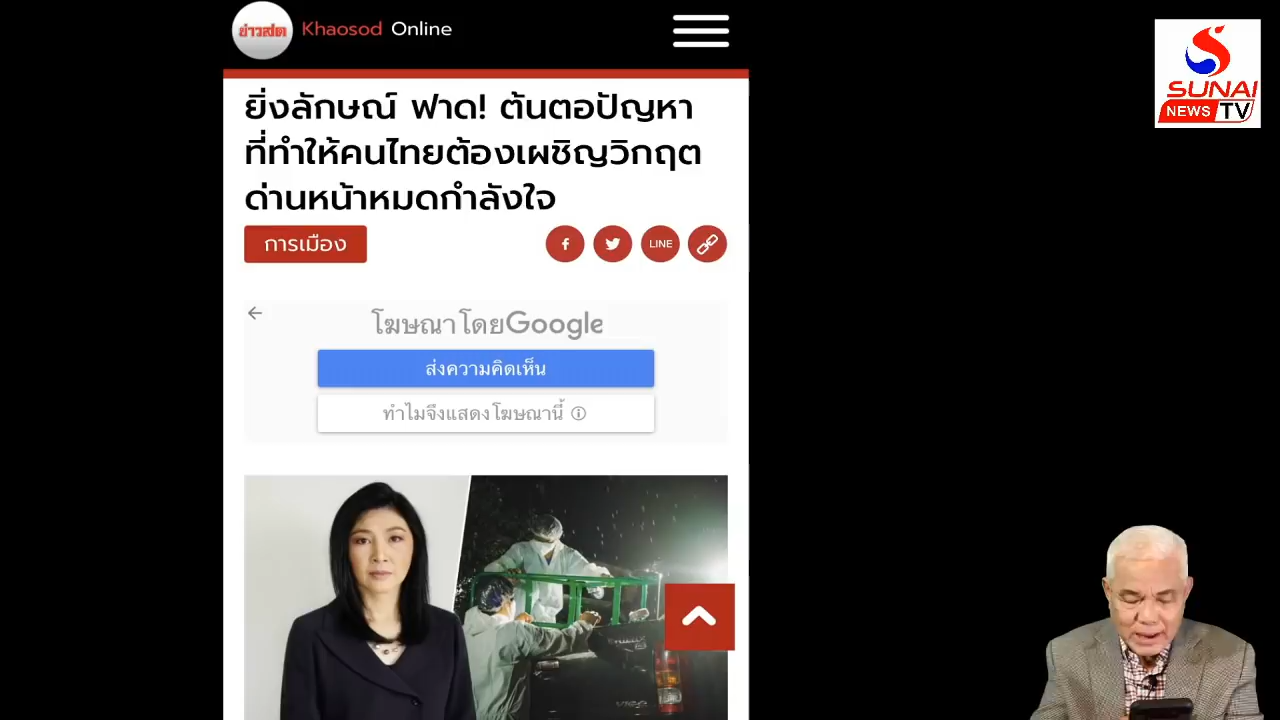 ข่าวสด Khaosod Online
SUNAI
NEWS TV
ยิ่งลักษณ์ ฟาด! ต้นตอปัญหา
ที่ทำให้คนไทยต้องเผชิญวิกฤต
ด่านหน้าหมดกำลังใจ
การเมือง
LINE
โฆษณาโดยGoogle
ส่งความคิดเห็น
ทำไมจึงแสดงโฆษณานี้